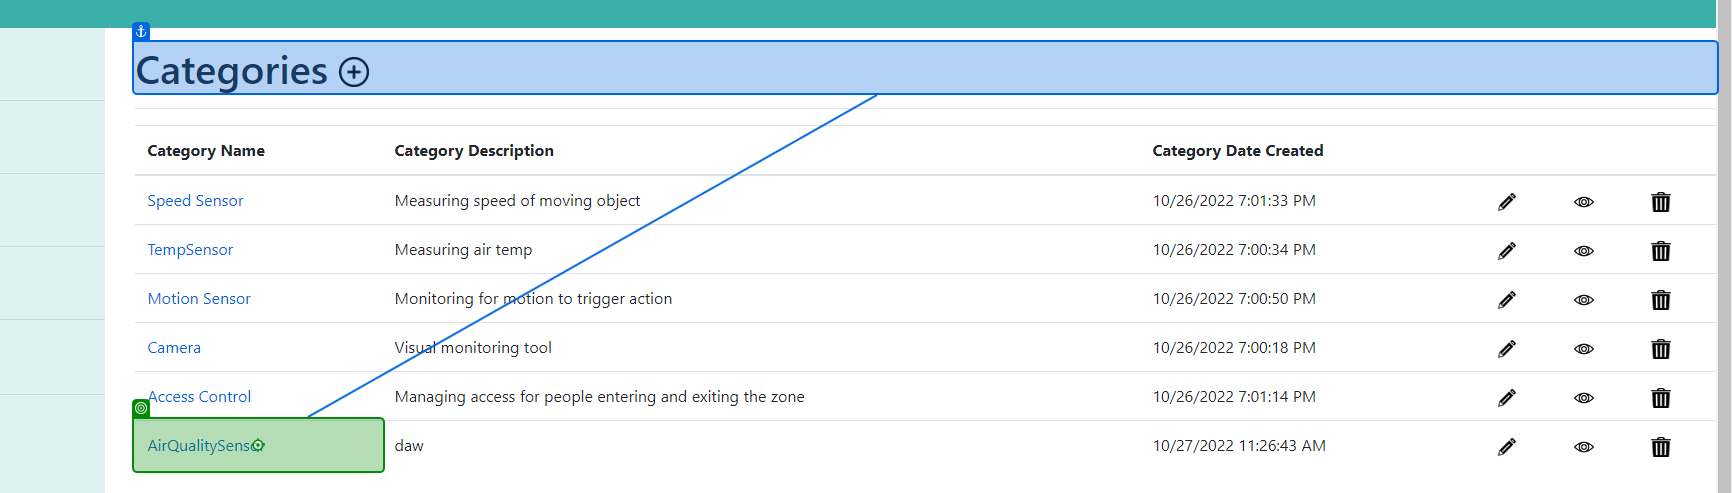 Categories
Category Name Category Description Category Date Created
Speed Sensor Measuring speed of moving object 10/26/2022 7:01:33 PM
TempSensor Measuring air temp 10/26/2022 7:00:34 PM
Motion Sensor Monitoring for motion to trigger action 10/26/2022 7:00:50 PM
Camera Visual monitoring tool 10/26/2022 7:00:18 PM
Access Control Managing access for people entering and exiting the zone 10/26/2022 7:01:14 PM
AirQualitySensor daw 10/27/2022 11:26:43 AM